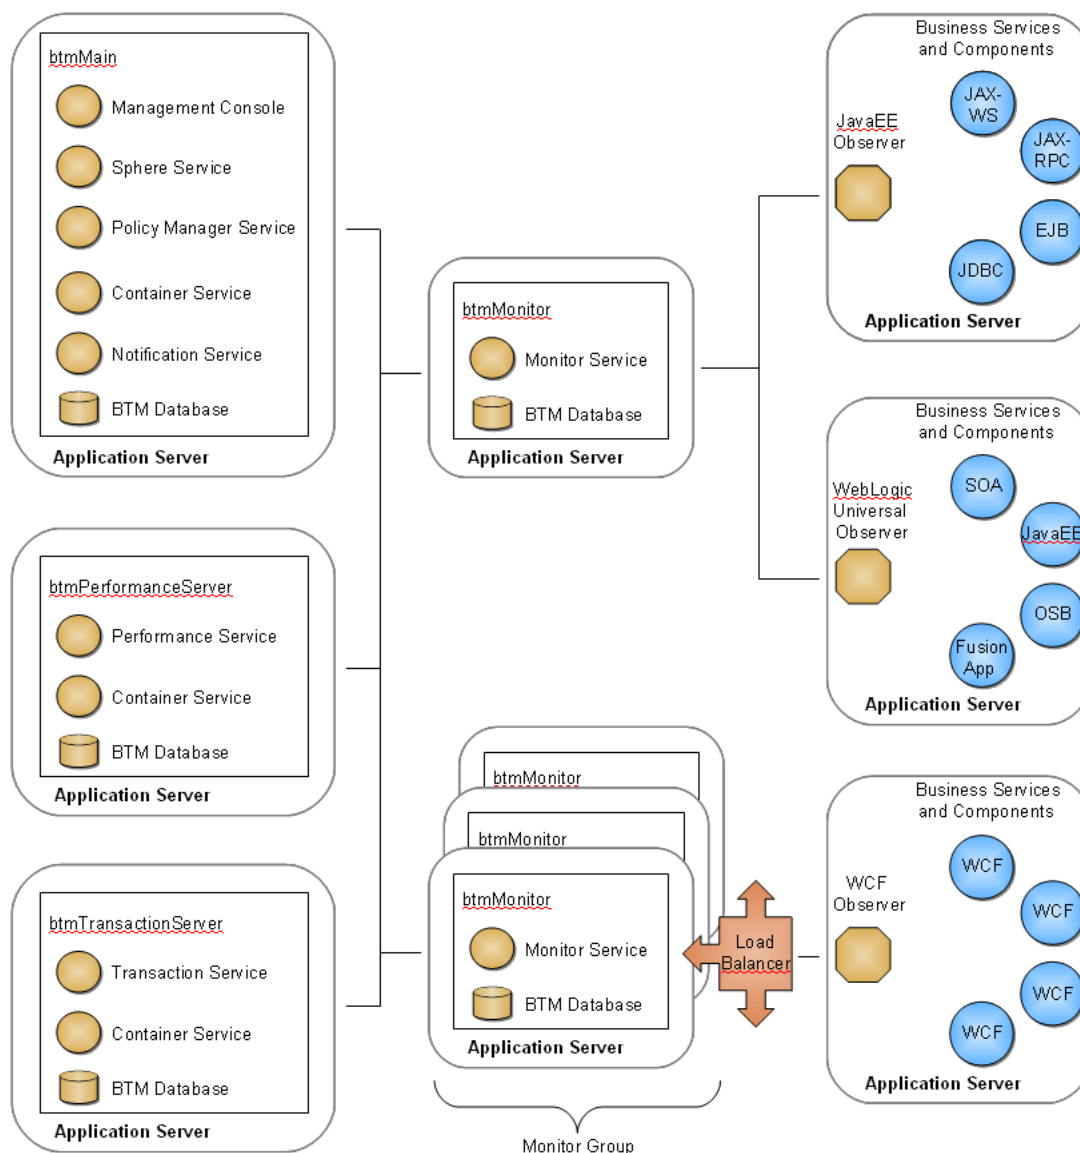 btmMain
Management Console
Sphere Service
Policy Manager Service
Container Service
Notification Service
BTM Database
Application Server
btmPerformanceServer
Performance Service
Container Service
BTM Database
Application Server
btmTransactionServer
Transaction Service
Container Service
BTM Database
Application Server
btmMonitor
Monitor Service
BTM Database
Application Server
btmMonitor
btmMonitor
btmMonitor
Monitor Service
BTM Database
Application Server
Monitor Group
Load
Balancer
Business Services
and Components
JavaEE
Observer
JAX-
WS
JAX-
RPC
EJB
JDBC
Application Server
Business Services
and Components
WebLogic
Universal
Observer
SOA
JavaEE
OSB
Fusion
App
Application Server
Business Services
and Components
WCF
Observer
WCF
WCF
WCF
WCF
Application Server